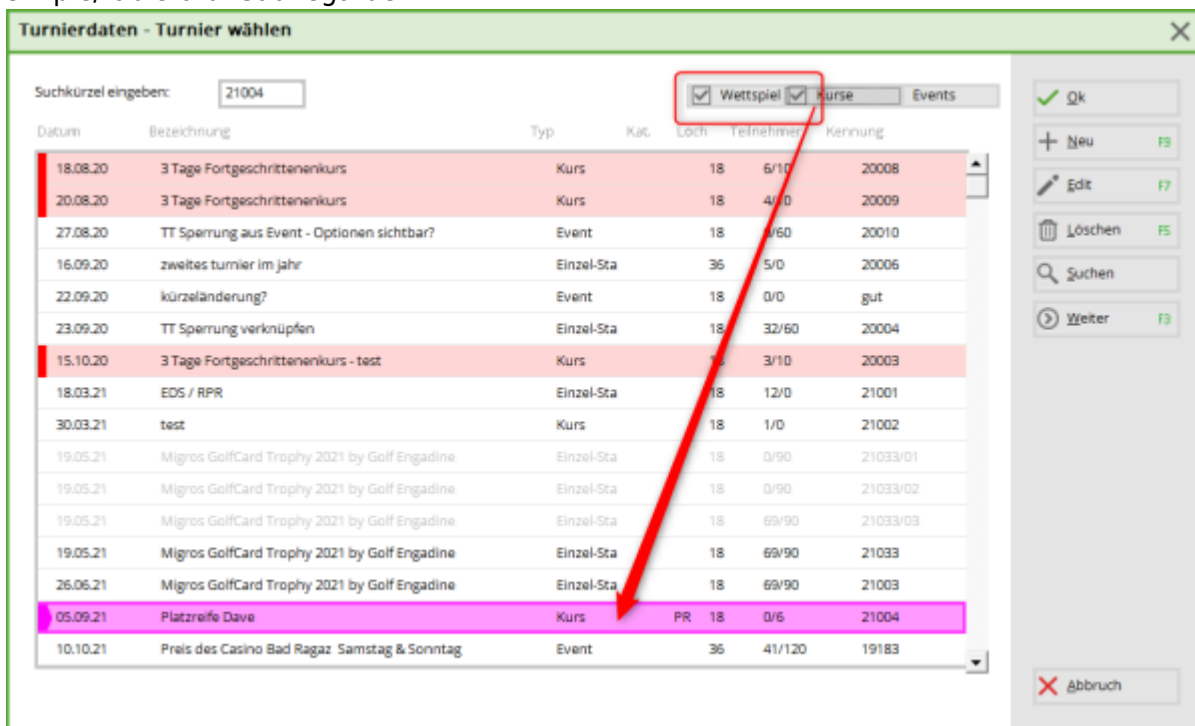 Turnierdaten - Turnier wählen
Suchkürzel eingeben: 21004 Wettspiel Kurse Events
Datum Bezeichnung Typ Kat. Loch Teilnehmer Kennung
18.08.20 3 Tage Fortgeschrittenenkurs Kurs 18 6/10 20008
20.08.20 3 Tage Fortgeschrittenenkurs Kurs 18 20009
27.08.20 TT Sperrung aus Event - Optionen sichtbar? Event 18 20010
16.09.20 zweites turnier im jahr Einzel-Sta 36 5/0 20006
22.09.20 kürzeländerung? Event 18 0/0 gut
23.09.20 TT Sperrung verknüpfen Einzel-Sta 18 32/60 20004
15.10.20 3 Tage Fortgeschrittenenkurs - test Kurs 3/10 20003
18.03.21 EDS / RPR Einzel-Sta 18 12/0 21001
30.03.21 test Kurs 18 1/0 21002
19.05.21 Migros GolfCard Trophy 2021 by Golf Engadine Einzel-Sta 18 0/90 21033/01
19.05.21 Migros GolfCard Trophy 2021 by Golf Engadine Einzel-Sta 18 0/90 21033/02
19.05.21 Migros GolfCard Trophy 2021 by Golf Engadine Einzel-Sta 18 69/90 21033/03
19.05.21 Migros GolfCard Trophy 2021 by Golf Engadine Einzel-Sta 18 69/90 21033
26.06.21 Migros GolfCard Trophy 2021 by Golf Engadine Einzel-Sta 18 69/90 21003
05.09.21 Platzreife Dave Kurs PR 18 0/6 21004
10.10.21 Preis des Casino Bad Ragaz Samstag & Sonntag Event 36 41/120 19183
Ok
Neu F9
Edit F7
Löschen F5
Suchen
Weiter F3
Abbruch